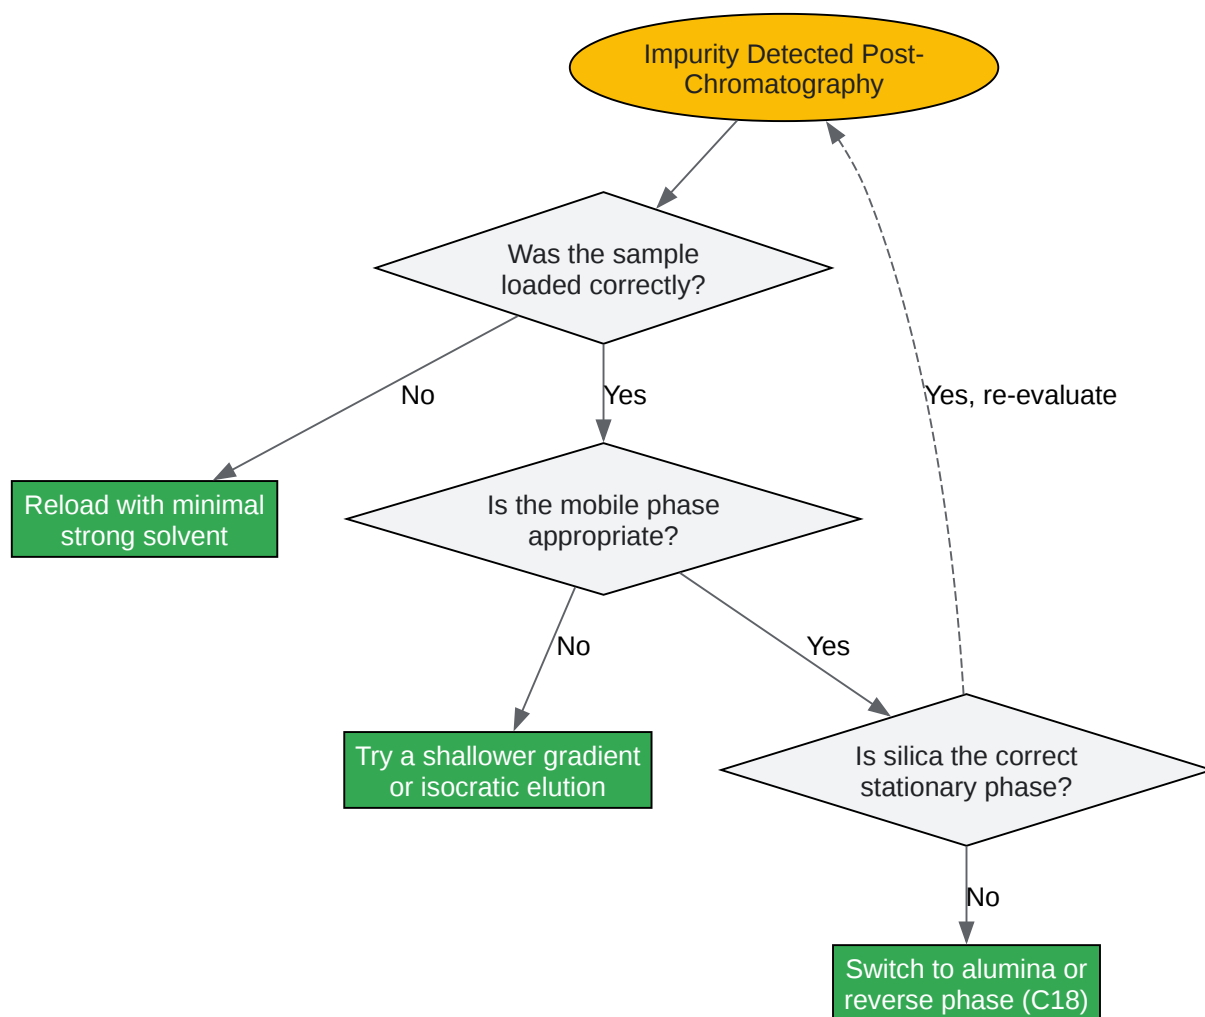 Impurity Detected Post-
Chromatography
Was the sample
loaded correctly?
No
Yes
Yes, re-evaluate
Reload with minimal
strong solvent
Is the mobile phase
appropriate?
No
Yes
Try a shallower gradient
or isocratic elution
Is silica the correct
stationary phase?
No
Switch to alumina or
reverse phase (C18)